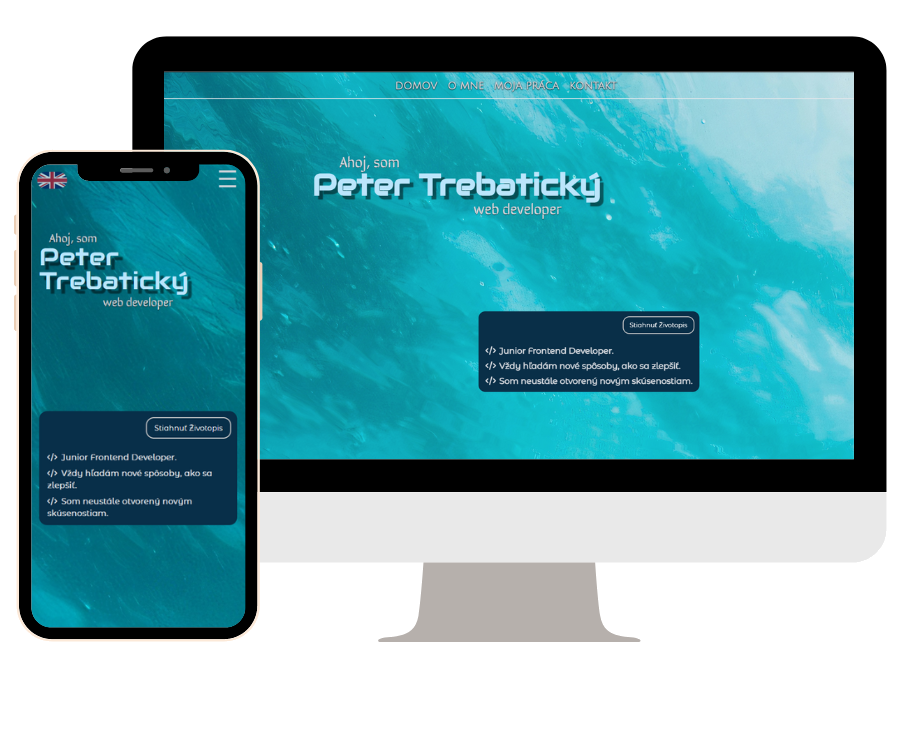 DOMOV O MNE MOJA PRÁCA KONTAKT
Ahoj, som
Peter Trebatický
web developer
Stiahnuť Životopis
</> Junior Frontend Developer.
</> Vždy hľadám nové spôsoby, ako sa zlepšiť.
</> Som neustále otvorený novým skúsenostiam.
Ahoj, som
Peter
Trebatický
web developer
Stiahnuť Životopis
</> Junior Frontend Developer.
</> Vždy hľadám nové spôsoby, ako sa
zlepšiť.
</> Som neustále otvorený novým
skúsenostiam.